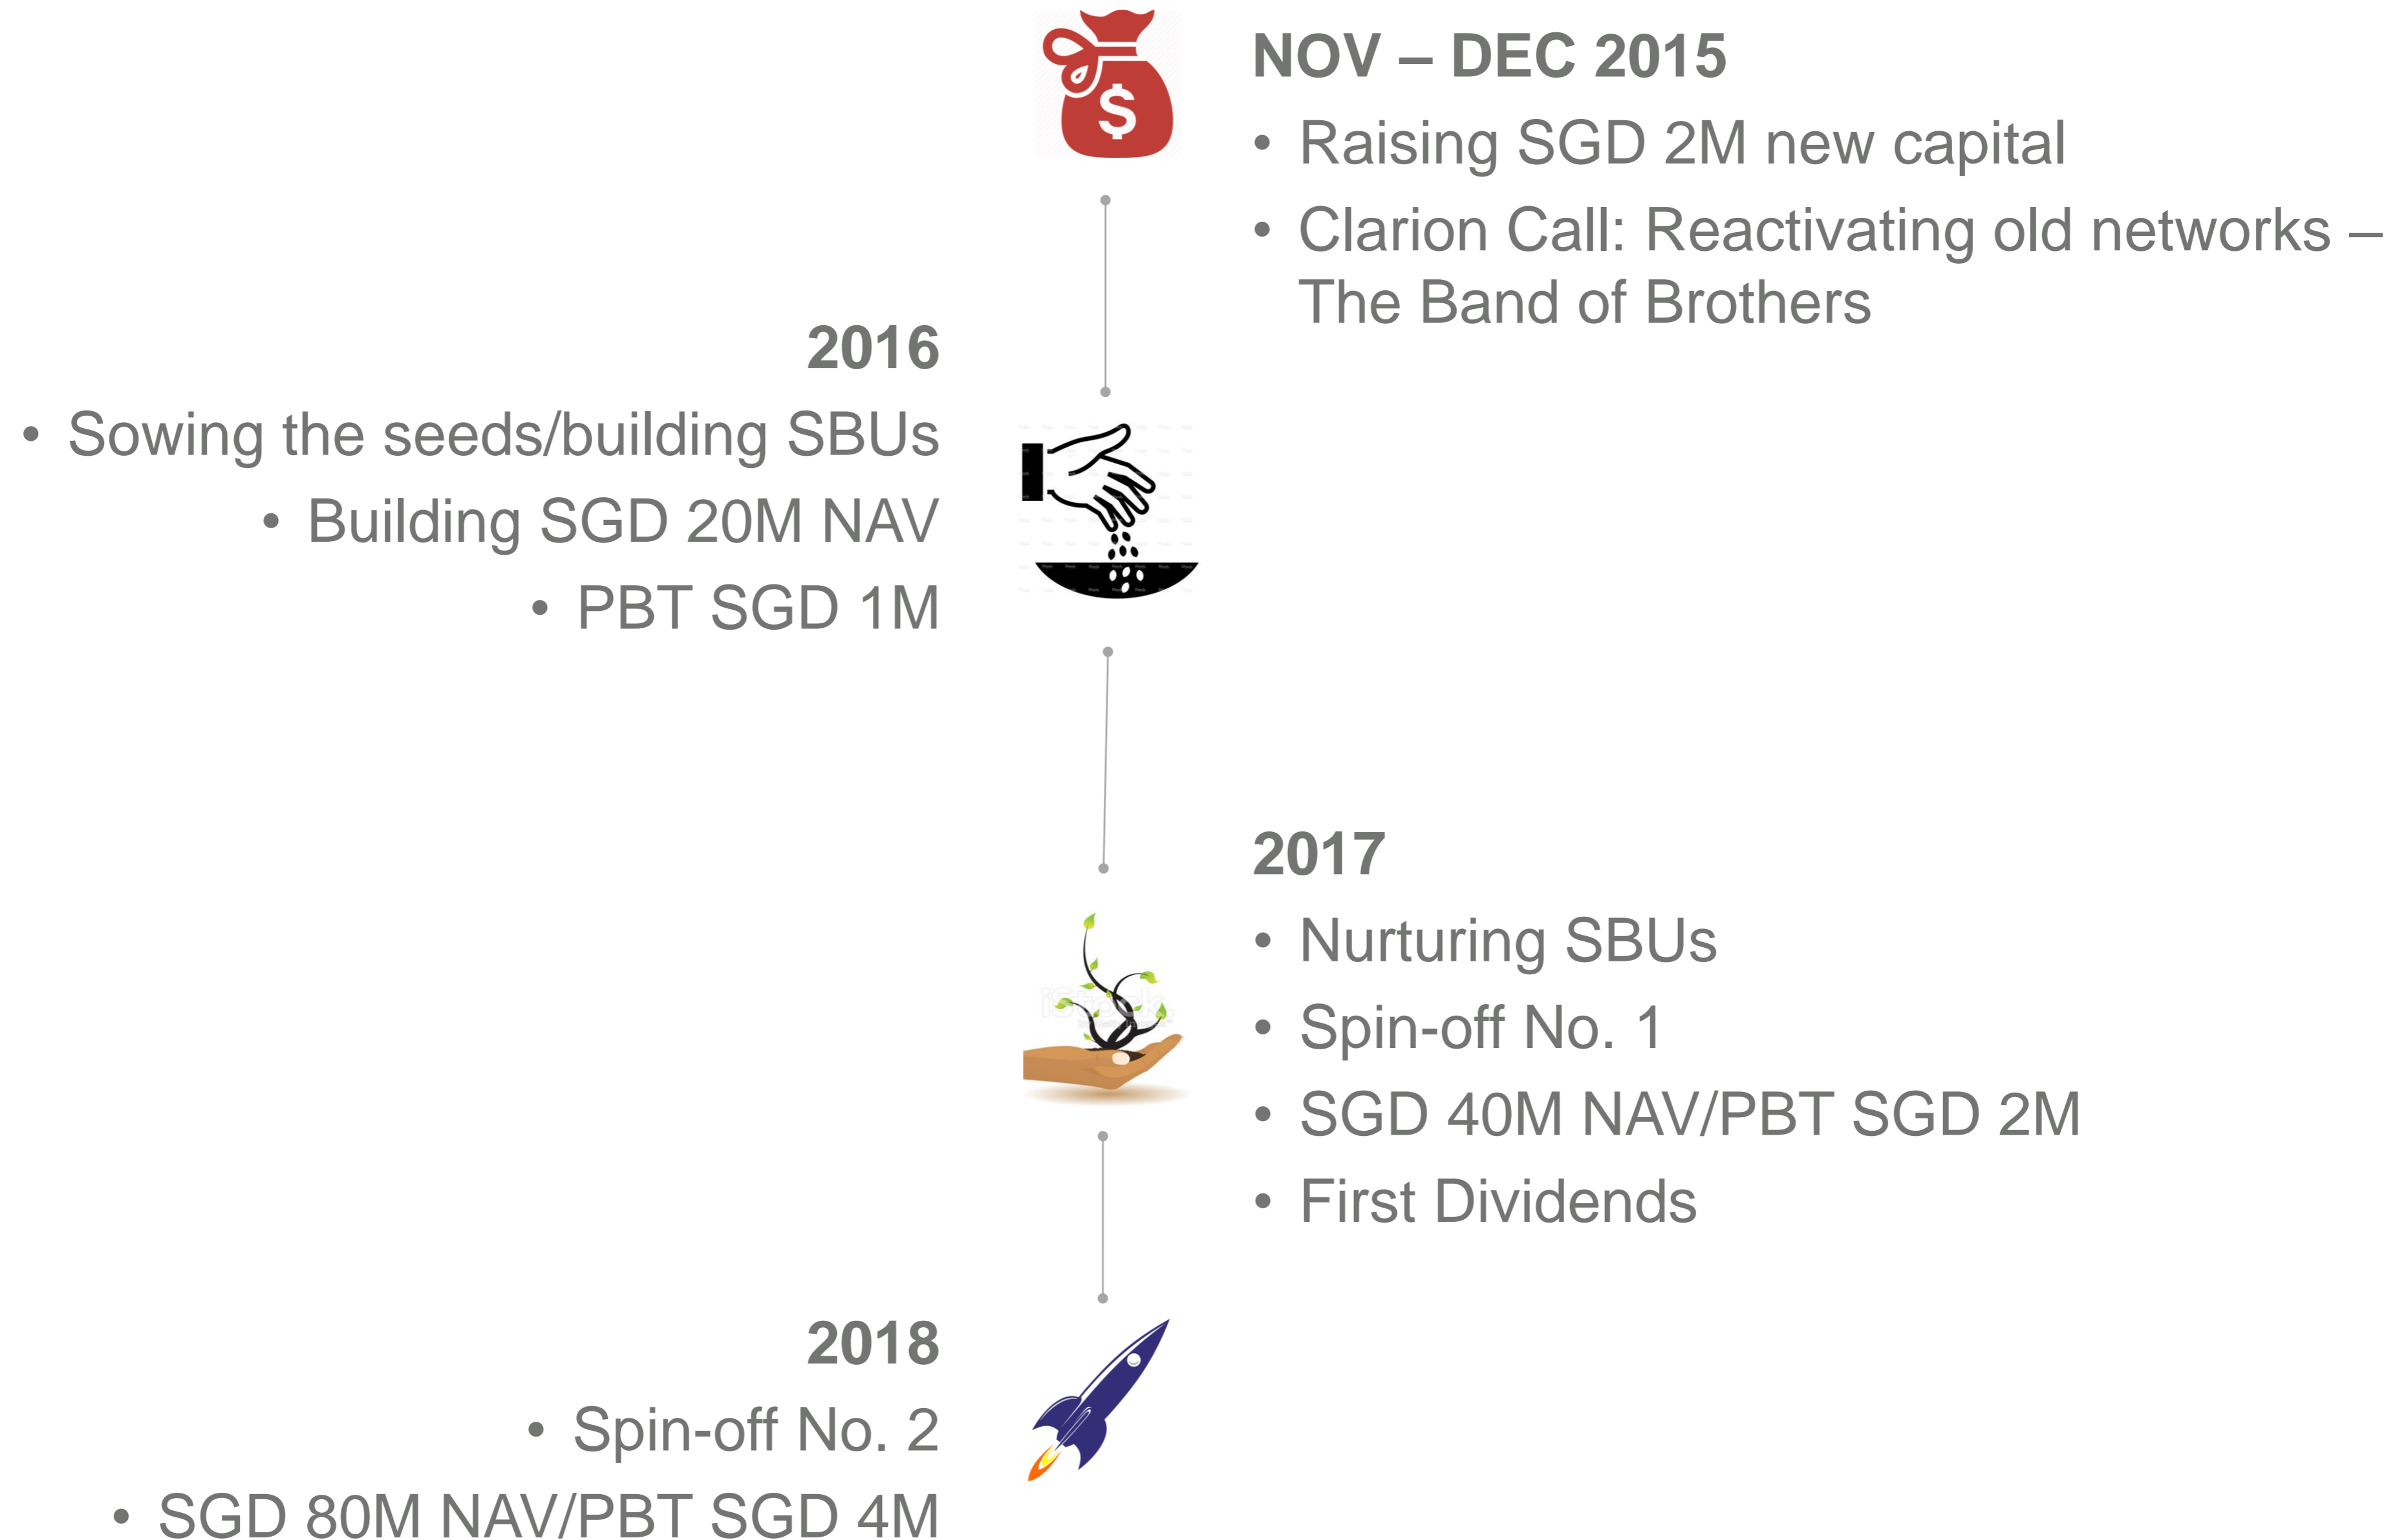 NOV – DEC 2015
• Raising SGD 2M new capital
• Clarion Call: Reactivating old networks –
The Band of Brothers
2016
• Sowing the seeds/building SBUs
• Building SGD 20M NAV
• PBT SGD 1M
2017
• Nurturing SBUs
• Spin-off No. 1
• SGD 40M NAV/PBT SGD 2M
• First Dividends
iStock
2018
• Spin-off No. 2
• SGD 80M NAV/PBT SGD 4M
$